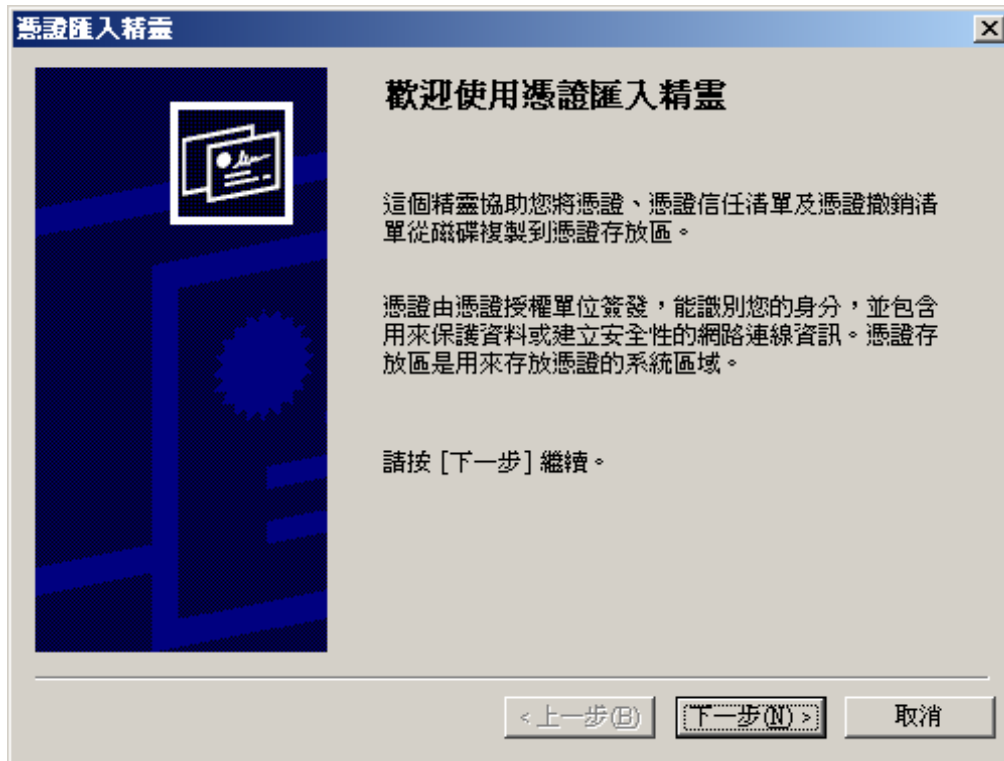 憑證匯入精靈
歡迎使用憑證匯入精靈
這個精靈協助您將憑證、憑證信任清單及憑證撤銷清
單從磁碟複製到憑證存放區。
憑證由憑證授權單位簽發，能識別您的身分，並包含
用來保護資料或建立安全性的網路連線資訊。憑證存
放區是用來存放憑證的系統區域。
請按 [下一步] 繼續。
<上一步(B)
下一步(N) >
取消